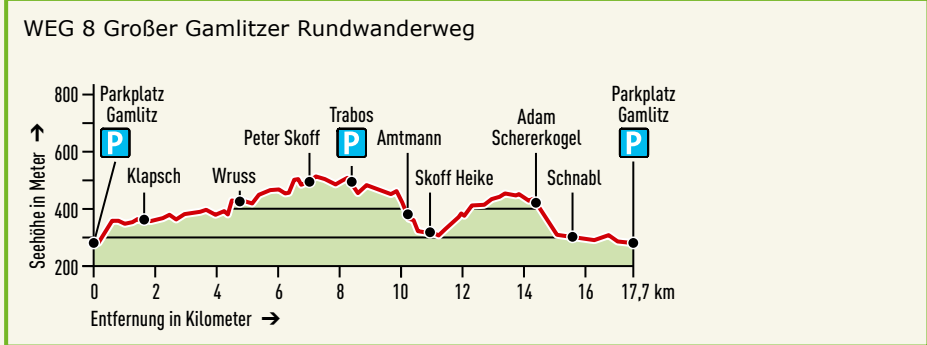 WEG 8 Großer Gamlitzer Rundwanderweg
Seehöhe in Meter ➔
800
600
400
200
Parkplatz
Gamlitz
P
Klapsch
Wruss
Peter Skoff
Trabos
P
Amtmann
Skoff Heike
Adam
Schererkogel
Schnabl
Parkplatz
Gamlitz
P
0 2 4 6 8 10 12 14 16 17,7 km
Entfernung in Kilometer ➔